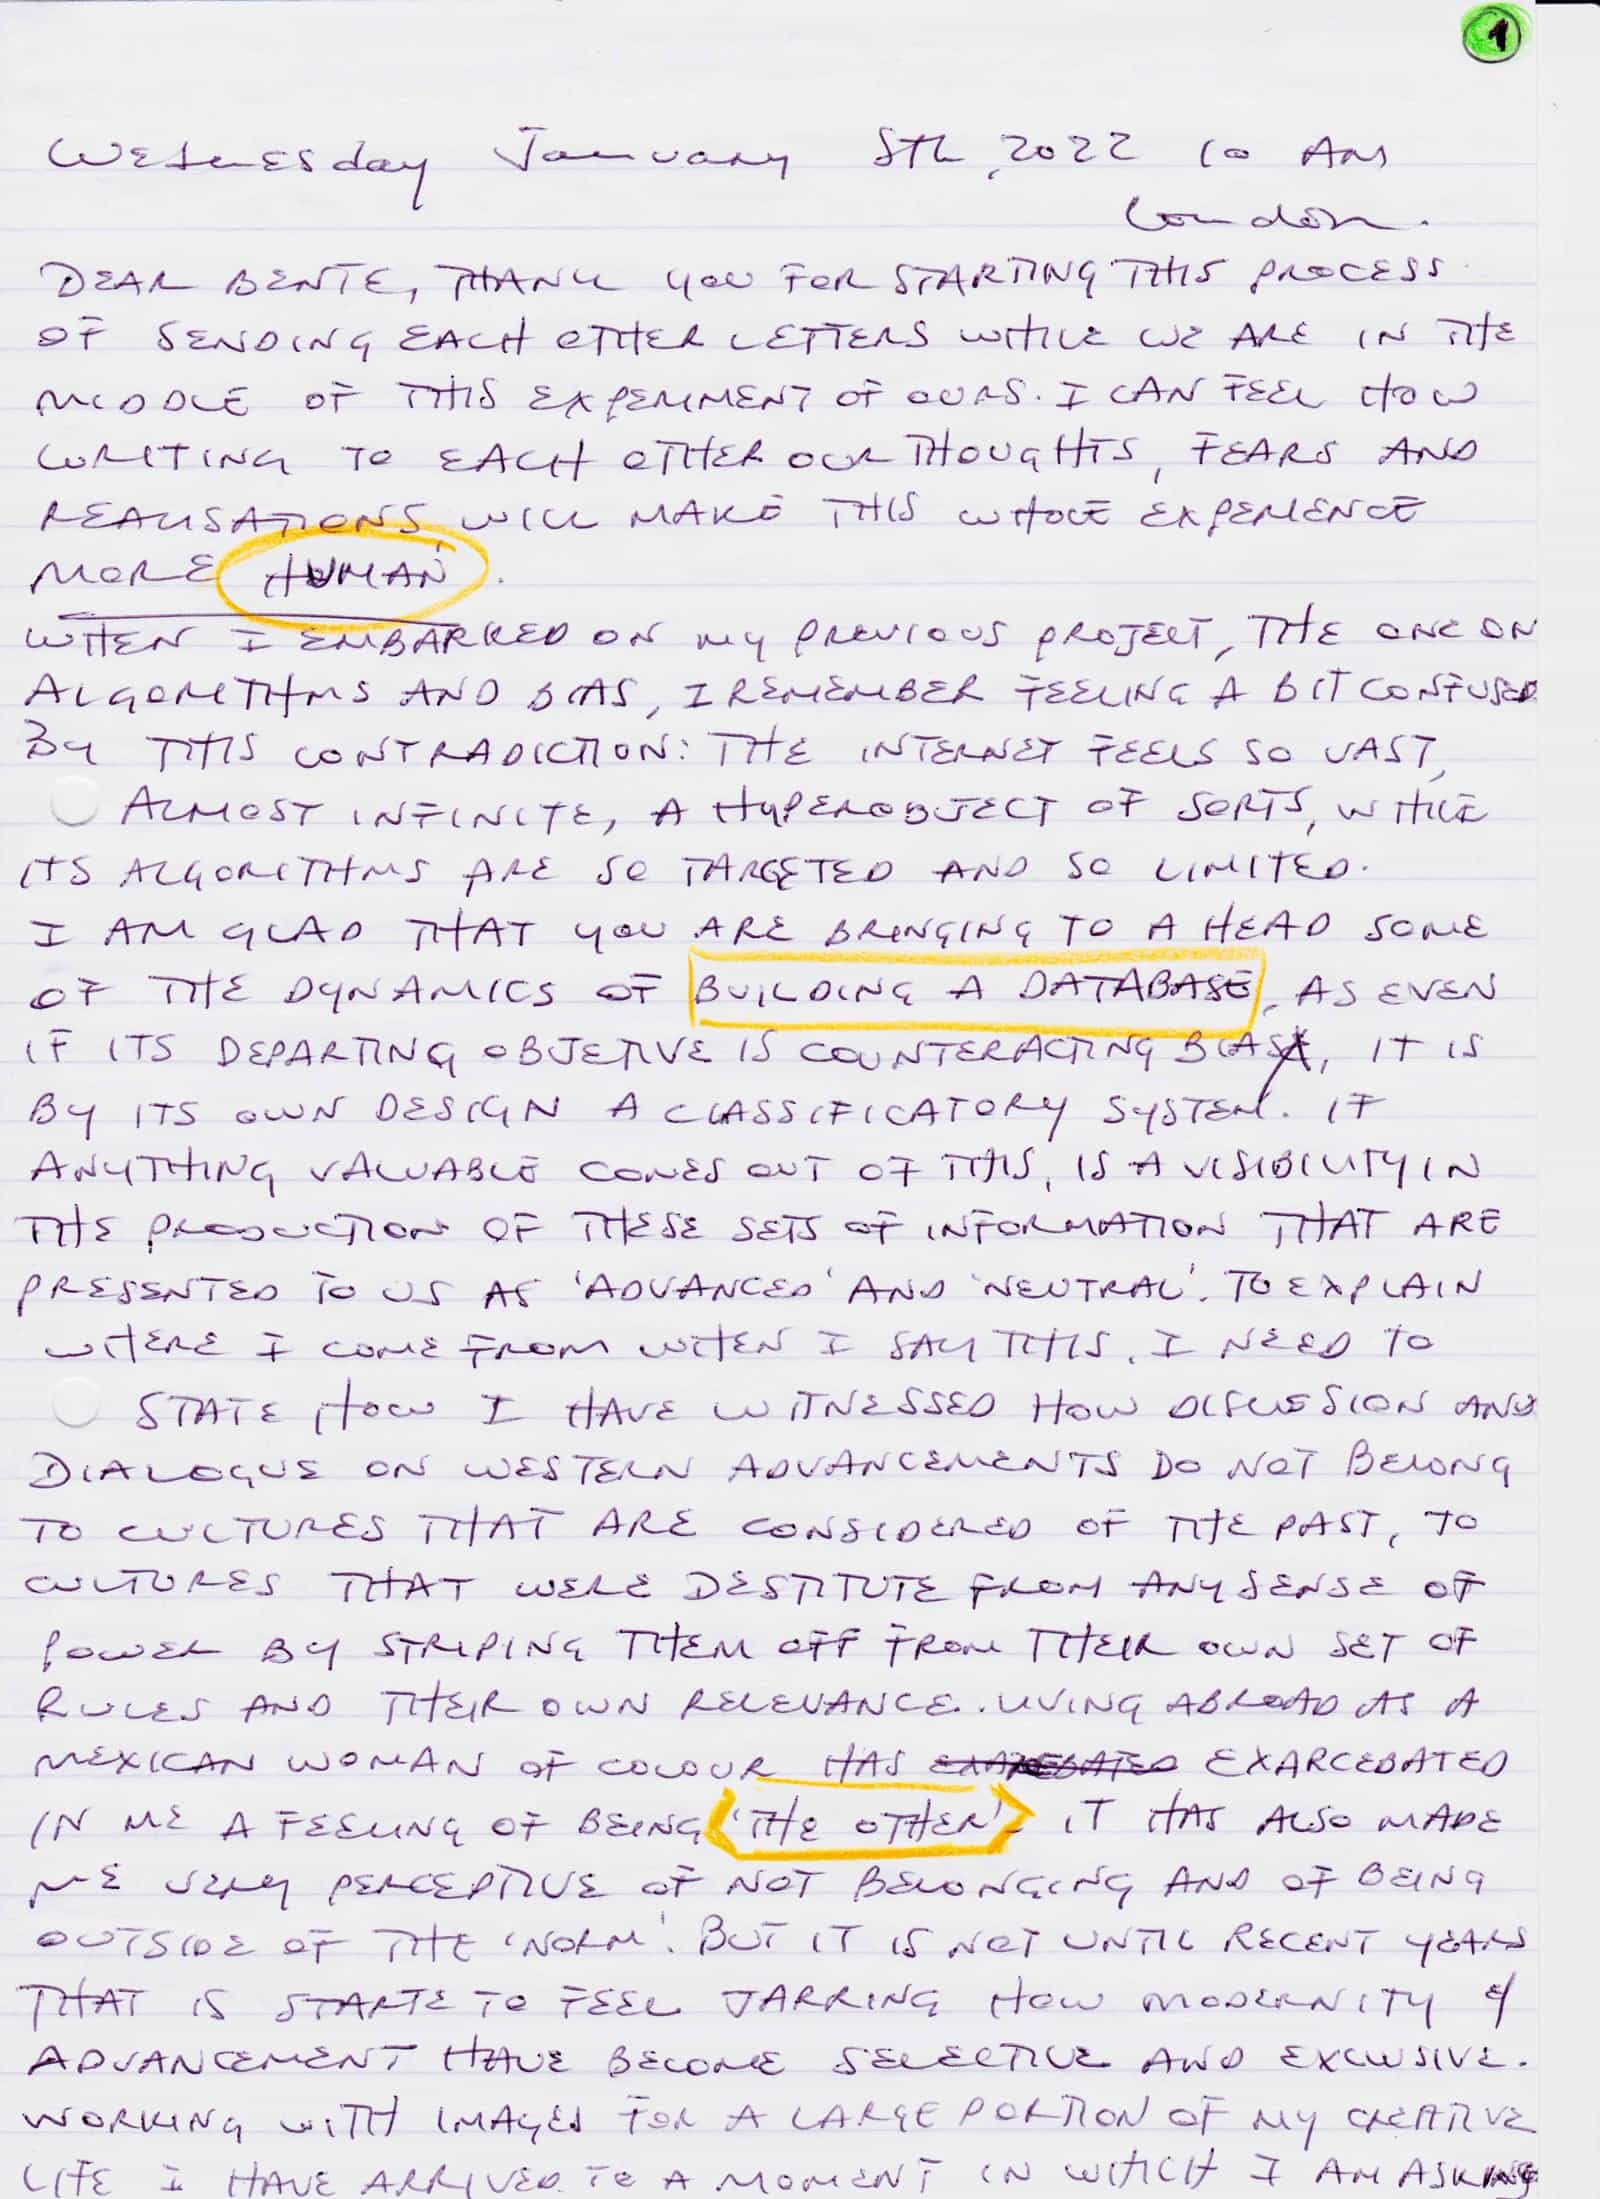 1
Wednesday January 5th, 2022 10 AM
London.
DEAR BENTE, THANK YOU FOR STARTING THIS PROCESS
OF SENDING EACH OTHER LETTERS WHILE WE ARE IN THE
MIDDLE OF THIS EXPERIMENT OF OURS. I CAN FEEL HOW
WRITING TO EACH OTHER OUR THOUGHTS, FEARS AND
REALISATIONS, WILL MAKE THIS WHOLE EXPERIENCE
MORE HUMAN.
WHEN I EMBARKED ON MY PREVIOUS PROJECT, THE ONE ON
ALGORITHMS AND BIAS, I REMEMBER FEELING A BIT CONFUSED
BY THIS CONTRADICTION: THE INTERNET FEELS SO VAST,
ALMOST INFINITE, A HYPEROBJECT OF SORTS, WHILE
ITS ALGORITHMS ARE SO TARGETED AND SO LIMITED.
I AM GLAD THAT YOU ARE BRINGING TO A HEAD SOME
OF THE DYNAMICS OF BUILDING A DATABASE, AS EVEN
IF ITS DEPARTING OBJETIVE IS COUNTERACTING BIAS, IT IS
BY ITS OWN DESIGN A CLASSIFICATORY SYSTEM. IF
ANYTHING VALUABLE COMES OUT OF THIS, IS A VISIBILITY IN
THE PRODUCTION OF THESE SETS OF INFORMATION THAT ARE
PRESENTED TO US AS 'ADVANCED' AND 'NEUTRAL'. TO EXPLAIN
WHERE I COME FROM WHEN I SAY THIS, I NEED TO
STATE HOW I HAVE WITNESSED HOW DISCUSSION AND
DIALOGUE ON WESTERN ADVANCEMENTS DO NOT BELONG
TO CULTURES THAT ARE CONSIDERED OF THE PAST, TO
CULTURES THAT WERE DESTITUTE FROM ANY SENSE OF
POWER BY STRIPING THEM OFF FROM THEIR OWN SET OF
RULES AND THEIR OWN RELEVANCE.. LIVING ABROAD AS A
MEXICAN WOMAN OF COLOUR HAS EXARCEBATED
IN ME A FEELING OF BEING 'THE OTHER'. IT HAS ALSO MADE
ME VERY PERCEPTIVE OF NOT BELONGING AND OF BEING
OUTSIDE OF THE 'NORM'. BUT IT IS NOT UNTIL RECENT YEARS
THAT IS STARTE TO FEEL JARRING HOW MODERNITY &
ADVANCEMENT HAVE BECOME SELECTIVE AND EXCLUSIVE.
WORKING WITH IMAGES FOR A LARGE PORTION OF MY CREATIVE
LIFE I HAVE ARRIVED TO A MOMENT IN WHICH I AM ASKING